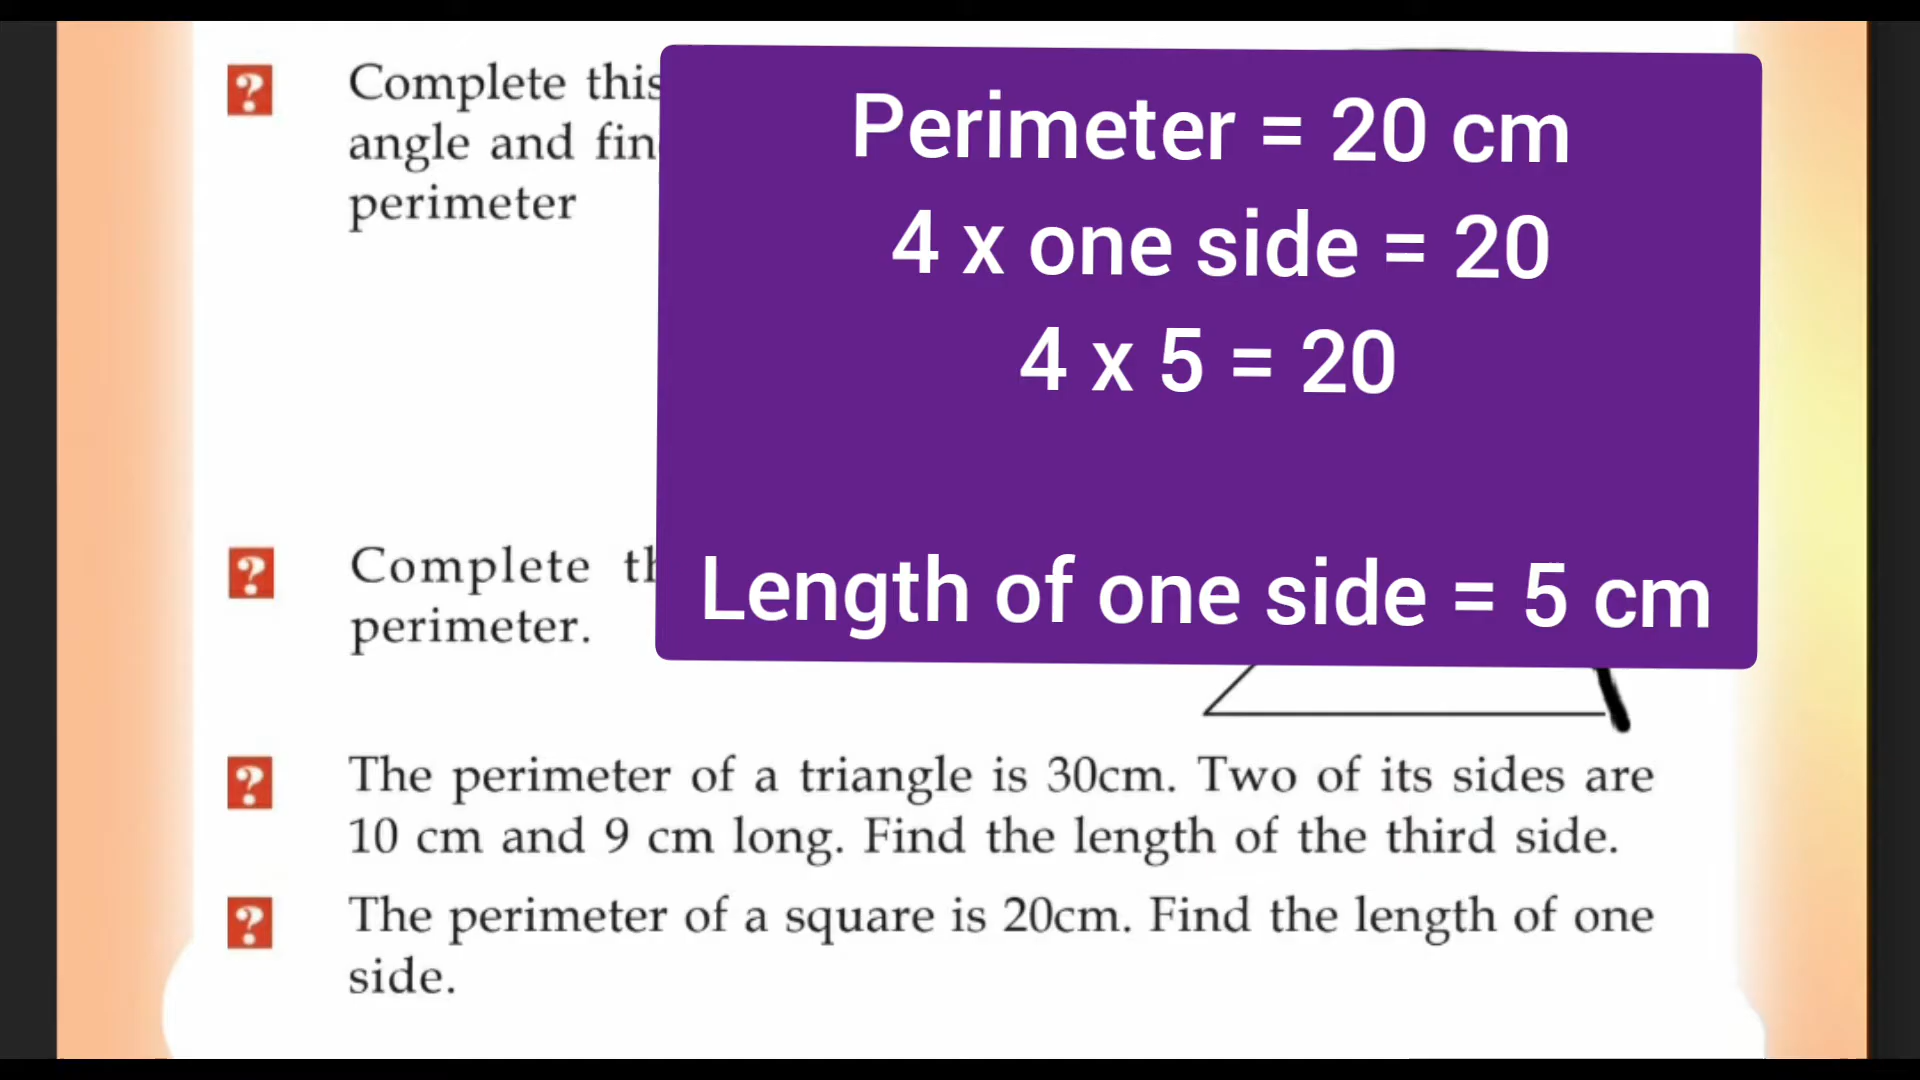 Complete this
angle and fin
perimeter
Perimeter = 20 cm
4 x one side = 20
4 x 5 = 20
Length of one side = 5 cm
Complete th
perimeter.
The perimeter of a triangle is 30cm. Two of its sides are
10 cm and 9 cm long. Find the length of the third side.
The perimeter of a square is 20cm. Find the length of one
side.